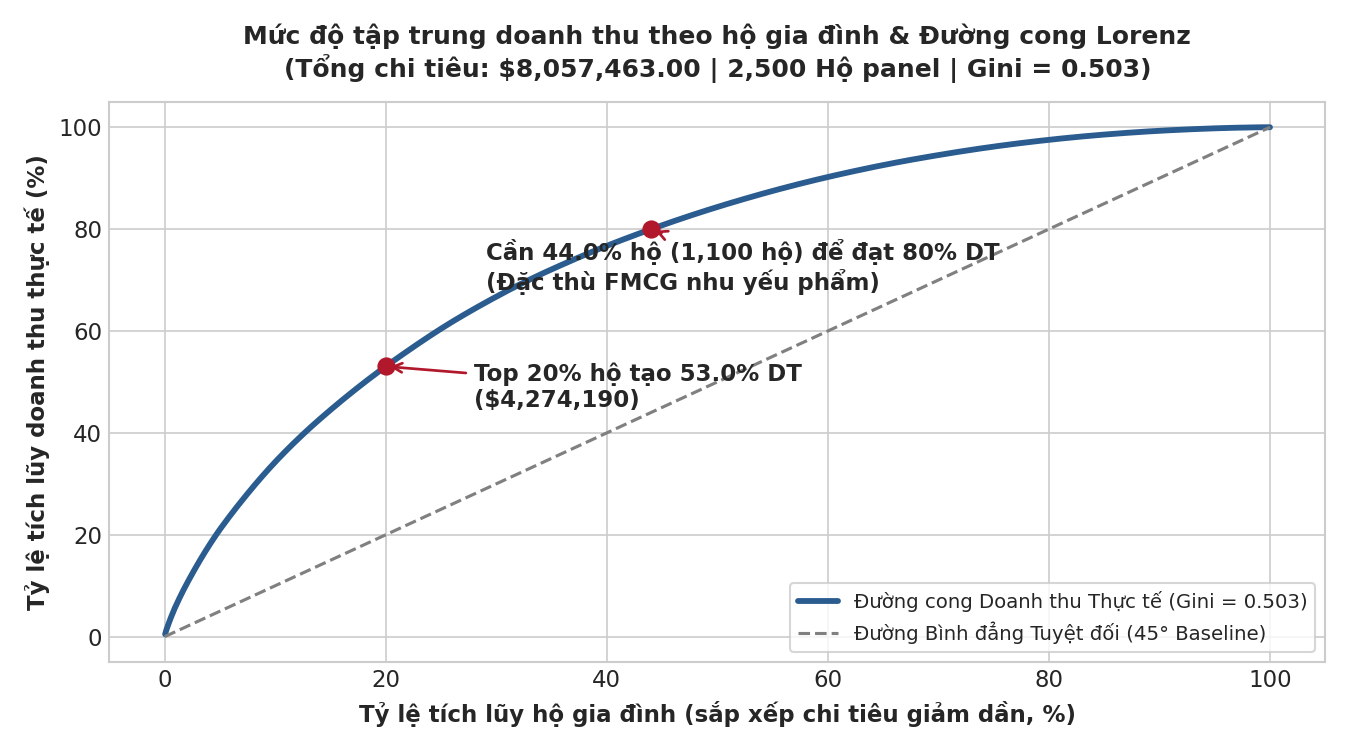 Mức độ tập trung doanh thu theo hộ gia đình & Đường cong Lorenz
(Tổng chi tiêu: $8,057,463.00 | 2,500 Hộ panel | Gini = 0.503)
Tỷ lệ tích lũy doanh thu thực tế (%)
100
80
60
40
20
0
Cần 44.0% hộ (1,100 hộ) để đạt 80% DT
(Đặc thù FMCG nhu yếu phẩm)
Top 20% hộ tạo 53.0% DT
($4,274,190)
Đường cong Doanh thu Thực tế (Gini = 0.503)
Đường Bình đẳng Tuyệt đối (45° Baseline)
0 20 40 60 80 100
Tỷ lệ tích lũy hộ gia đình (sắp xếp chi tiêu giảm dần, %)